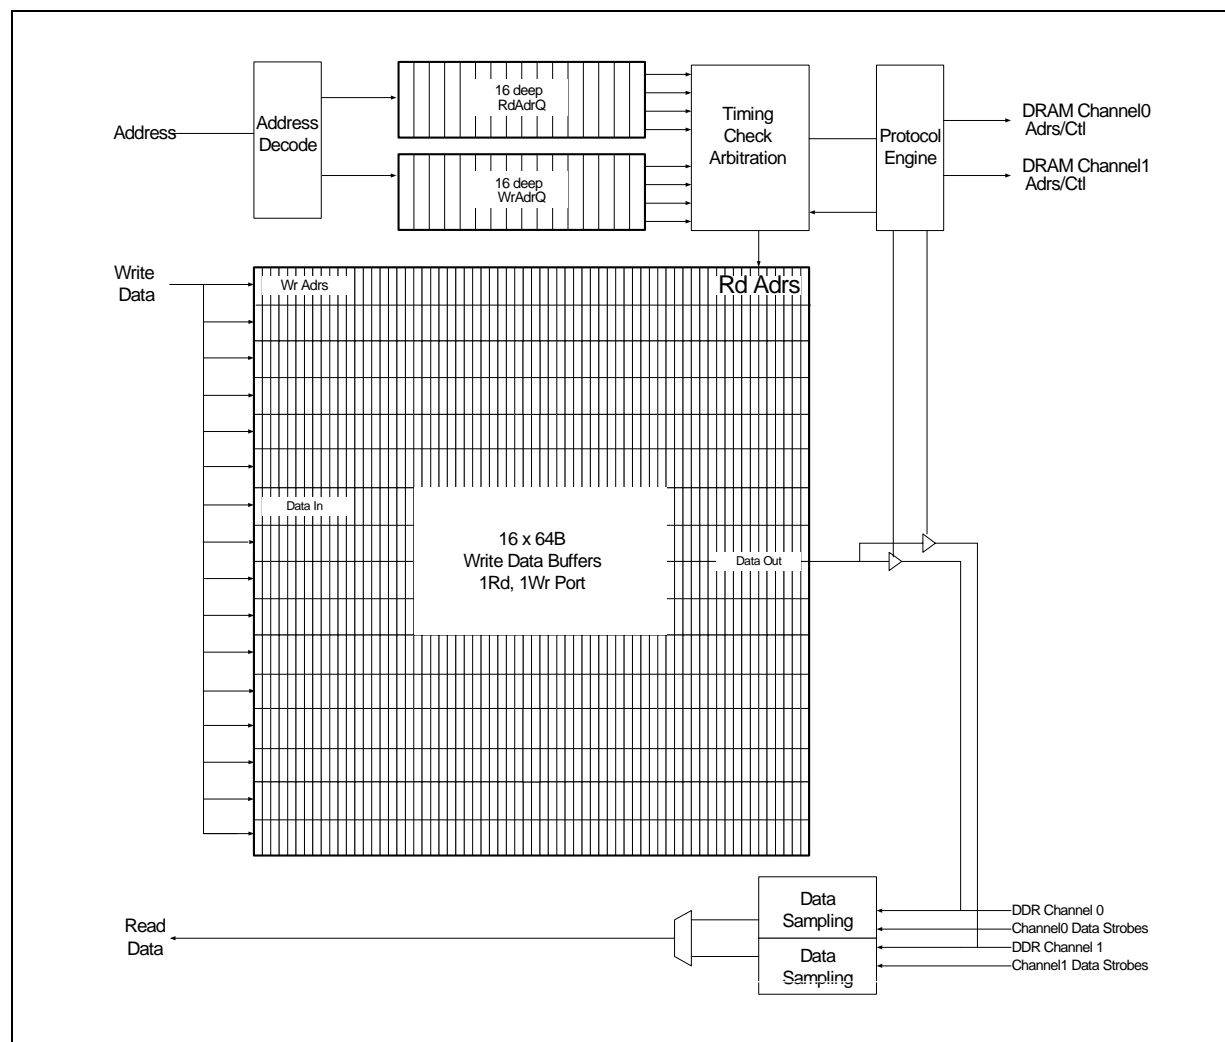 16 deep
RdAdrQ
Address
Address
Decode
Timing
Check
Arbitration
Protocol
Engine
DRAM Channel0
Adrs/Ctl
DRAM Channel1
Adrs/Ctl
16 deep
WrAdrQ
Write
Data
Wr Adrs
Rd Adrs
Data In
16 x 64B
Write Data Buffers
1Rd, 1Wr Port
Data Out
Read
Data
Data
Sampling
Data
Sampling
DDR Channel 0
Channel0 Data Strobes
DDR Channel 1
Channel1 Data Strobes